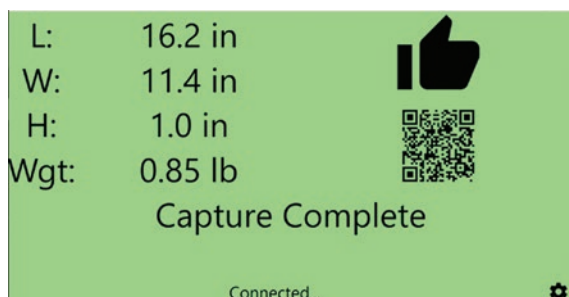 L: 16.2 in
W: 11.4 in
H: 1.0 in
Wgt: 0.85 lb
Capture Complete
Connected